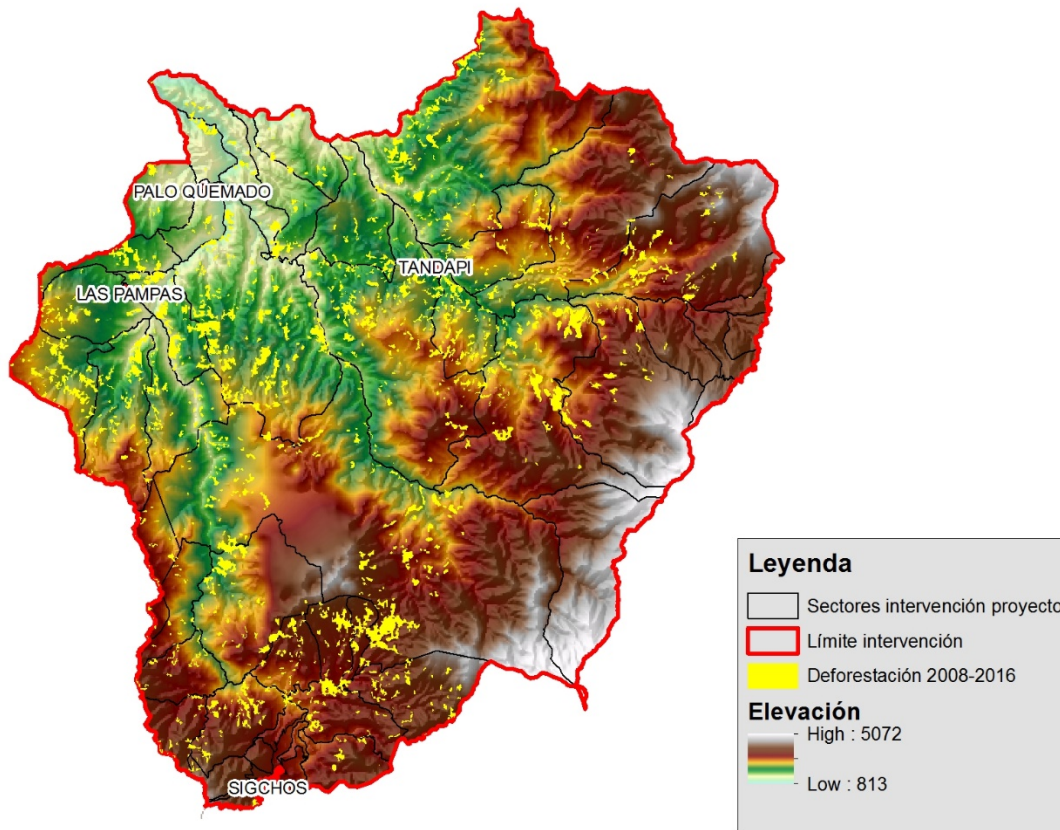 PALO QUEMADO
TANDAPI
LAS PAMPAS
SIGCHOS
Leyenda
Sectores intervención proyecto
Límite intervención
Deforestación 2008-2016
Elevación
High : 5072
Low : 813